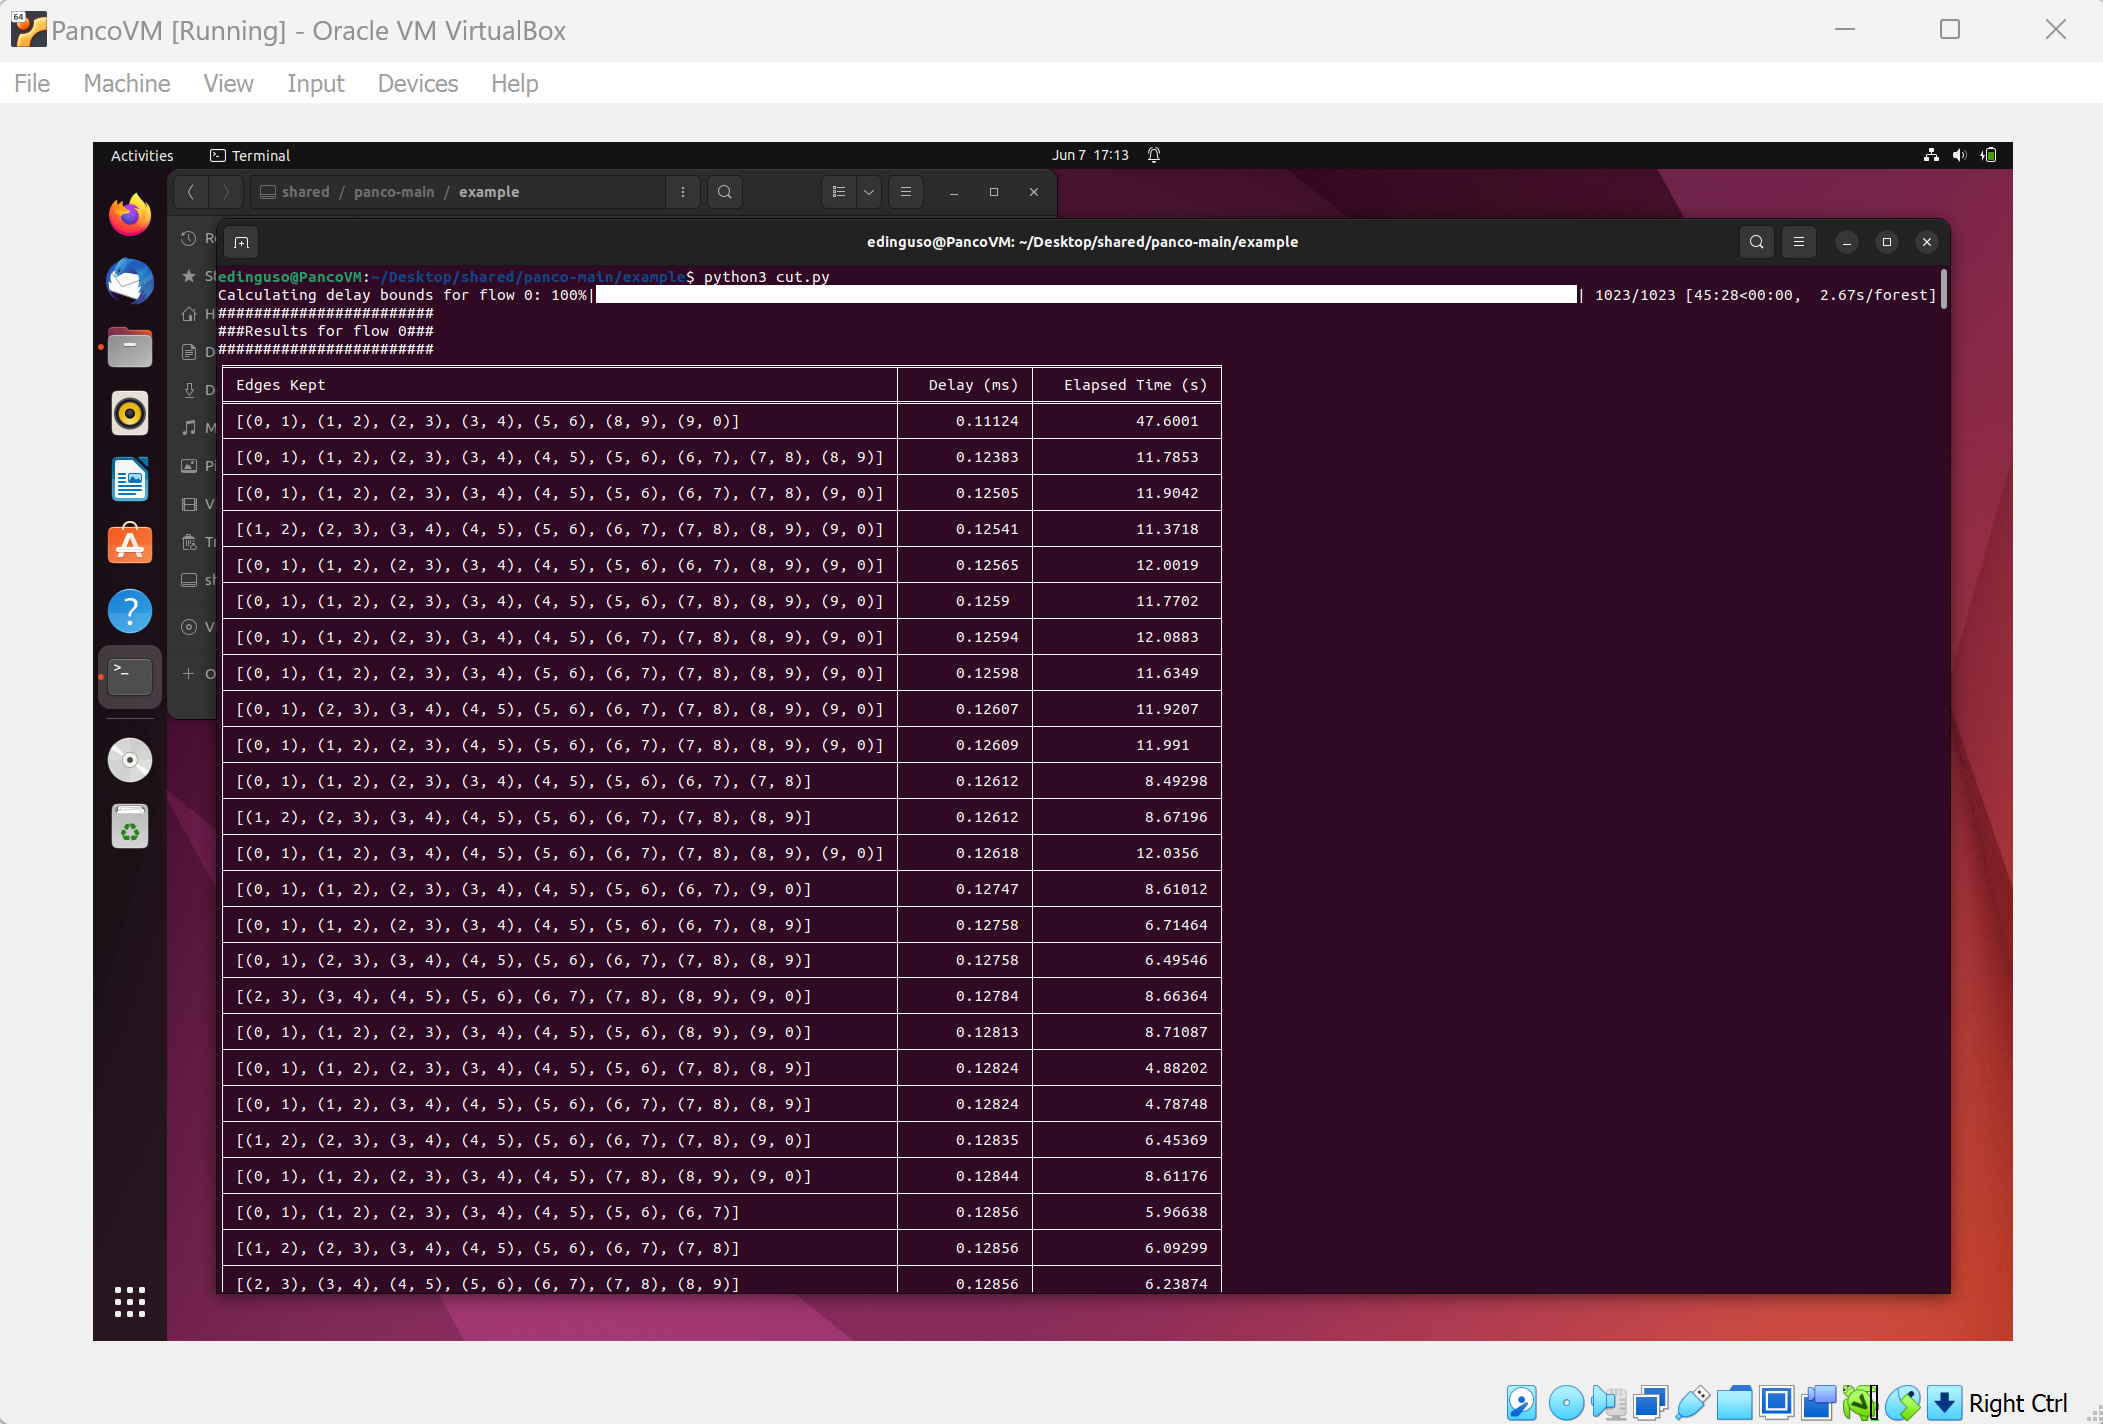 64
PancoVM [Running] - Oracle VM VirtualBox
File Machine View Input Devices Help
Activities Terminal Jun 7 17:13
shared / panco-main / example
edinguso@PancoVM: ~/Desktop/shared/panco-main/example
edinguso@PancoVM:~/Desktop/shared/panco-main/example$ python3 cut.py
Calculating delay bounds for flow 0: 100%| | 1023/1023 [45:28<00:00, 2.67s/forest]
########################
###Results for flow 0###
########################
Edges Kept Delay (ms) Elapsed Time (s)
[(0, 1), (1, 2), (2, 3), (3, 4), (5, 6), (8, 9), (9, 0)] 0.11124 47.6001
[(0, 1), (1, 2), (2, 3), (3, 4), (4, 5), (5, 6), (6, 7), (7, 8), (8, 9)] 0.12383 11.7853
[(0, 1), (1, 2), (2, 3), (3, 4), (4, 5), (5, 6), (6, 7), (7, 8), (9, 0)] 0.12505 11.9042
[(1, 2), (2, 3), (3, 4), (4, 5), (5, 6), (6, 7), (7, 8), (8, 9), (9, 0)] 0.12541 11.3718
[(0, 1), (1, 2), (2, 3), (3, 4), (4, 5), (5, 6), (6, 7), (8, 9), (9, 0)] 0.12565 12.0019
[(0, 1), (1, 2), (2, 3), (3, 4), (4, 5), (5, 6), (7, 8), (8, 9), (9, 0)] 0.1259 11.7702
[(0, 1), (1, 2), (2, 3), (3, 4), (4, 5), (6, 7), (7, 8), (8, 9), (9, 0)] 0.12594 12.0883
[(0, 1), (1, 2), (2, 3), (3, 4), (5, 6), (6, 7), (7, 8), (8, 9), (9, 0)] 0.12598 11.6349
[(0, 1), (2, 3), (3, 4), (4, 5), (5, 6), (6, 7), (7, 8), (8, 9), (9, 0)] 0.12607 11.9207
[(0, 1), (1, 2), (2, 3), (4, 5), (5, 6), (6, 7), (7, 8), (8, 9), (9, 0)] 0.12609 11.991
[(0, 1), (1, 2), (2, 3), (3, 4), (4, 5), (5, 6), (6, 7), (7, 8)] 0.12612 8.49298
[(1, 2), (2, 3), (3, 4), (4, 5), (5, 6), (6, 7), (7, 8), (8, 9)] 0.12612 8.67196
[(0, 1), (1, 2), (3, 4), (4, 5), (5, 6), (6, 7), (7, 8), (8, 9), (9, 0)] 0.12618 12.0356
[(0, 1), (1, 2), (2, 3), (3, 4), (4, 5), (5, 6), (6, 7), (9, 0)] 0.12747 8.61012
[(0, 1), (1, 2), (2, 3), (3, 4), (4, 5), (5, 6), (6, 7), (8, 9)] 0.12758 6.71464
[(0, 1), (2, 3), (3, 4), (4, 5), (5, 6), (6, 7), (7, 8), (8, 9)] 0.12758 6.49546
[(2, 3), (3, 4), (4, 5), (5, 6), (6, 7), (7, 8), (8, 9), (9, 0)] 0.12784 8.66364
[(0, 1), (1, 2), (2, 3), (3, 4), (4, 5), (5, 6), (8, 9), (9, 0)] 0.12813 8.71087
[(0, 1), (1, 2), (2, 3), (3, 4), (4, 5), (5, 6), (7, 8), (8, 9)] 0.12824 4.88202
[(0, 1), (1, 2), (3, 4), (4, 5), (5, 6), (6, 7), (7, 8), (8, 9)] 0.12824 4.78748
[(1, 2), (2, 3), (3, 4), (4, 5), (5, 6), (6, 7), (7, 8), (9, 0)] 0.12835 6.45369
[(0, 1), (1, 2), (2, 3), (3, 4), (4, 5), (7, 8), (8, 9), (9, 0)] 0.12844 8.61176
[(0, 1), (1, 2), (2, 3), (3, 4), (4, 5), (5, 6), (6, 7)] 0.12856 5.96638
[(1, 2), (2, 3), (3, 4), (4, 5), (5, 6), (6, 7), (7, 8)] 0.12856 6.09299
[(2, 3), (3, 4), (4, 5), (5, 6), (6, 7), (7, 8), (8, 9)] 0.12856 6.23874
Right Ctrl